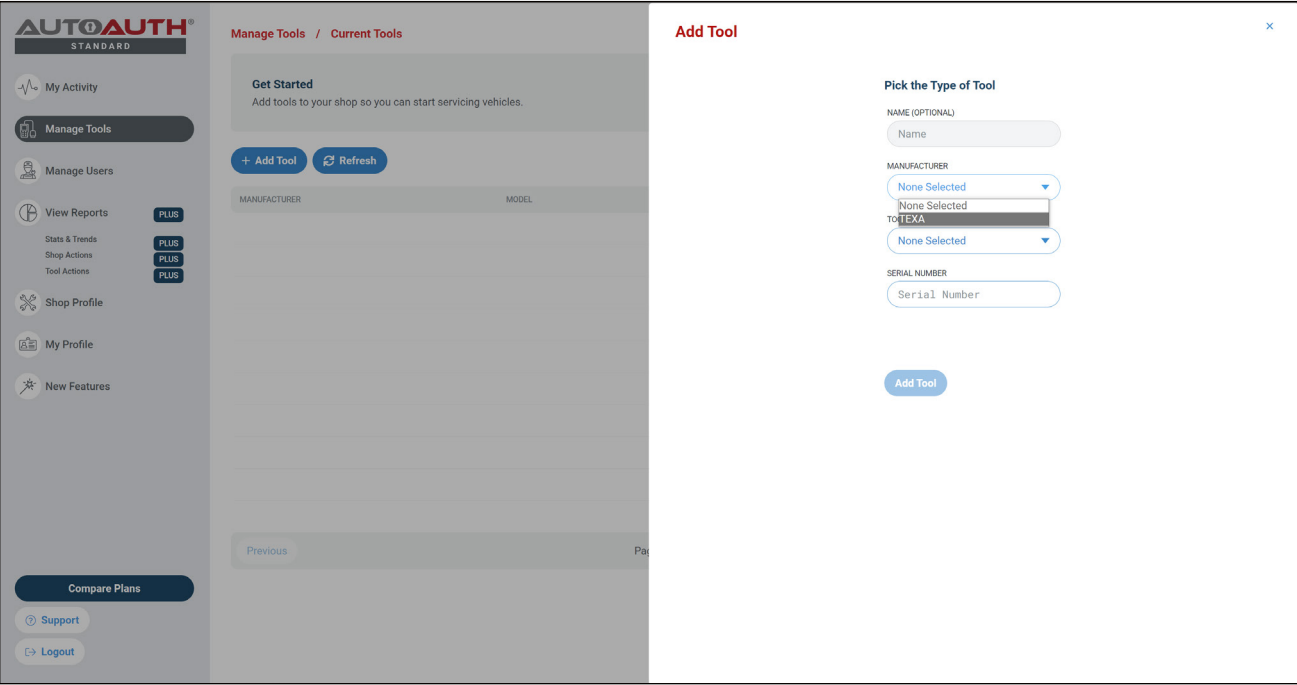 AUTOAUTH®
STANDARD
My Activity
Manage Tools
Manage Users
View Reports PLUS
Stats & Trends PLUS
Shop Actions PLUS
Tool Actions PLUS
Shop Profile
My Profile
New Features
Compare Plans
Support
Logout
Manage Tools / Current Tools
Get Started
Add tools to your shop so you can start servicing vehicles.
+ Add Tool Refresh
MANUFACTURER MODEL
Previous
Add Tool ×
Pick the Type of Tool
NAME (OPTIONAL)
Name
MANUFACTURER
None Selected
None Selected
TEXA
None Selected
SERIAL NUMBER
Serial Number
Add Tool